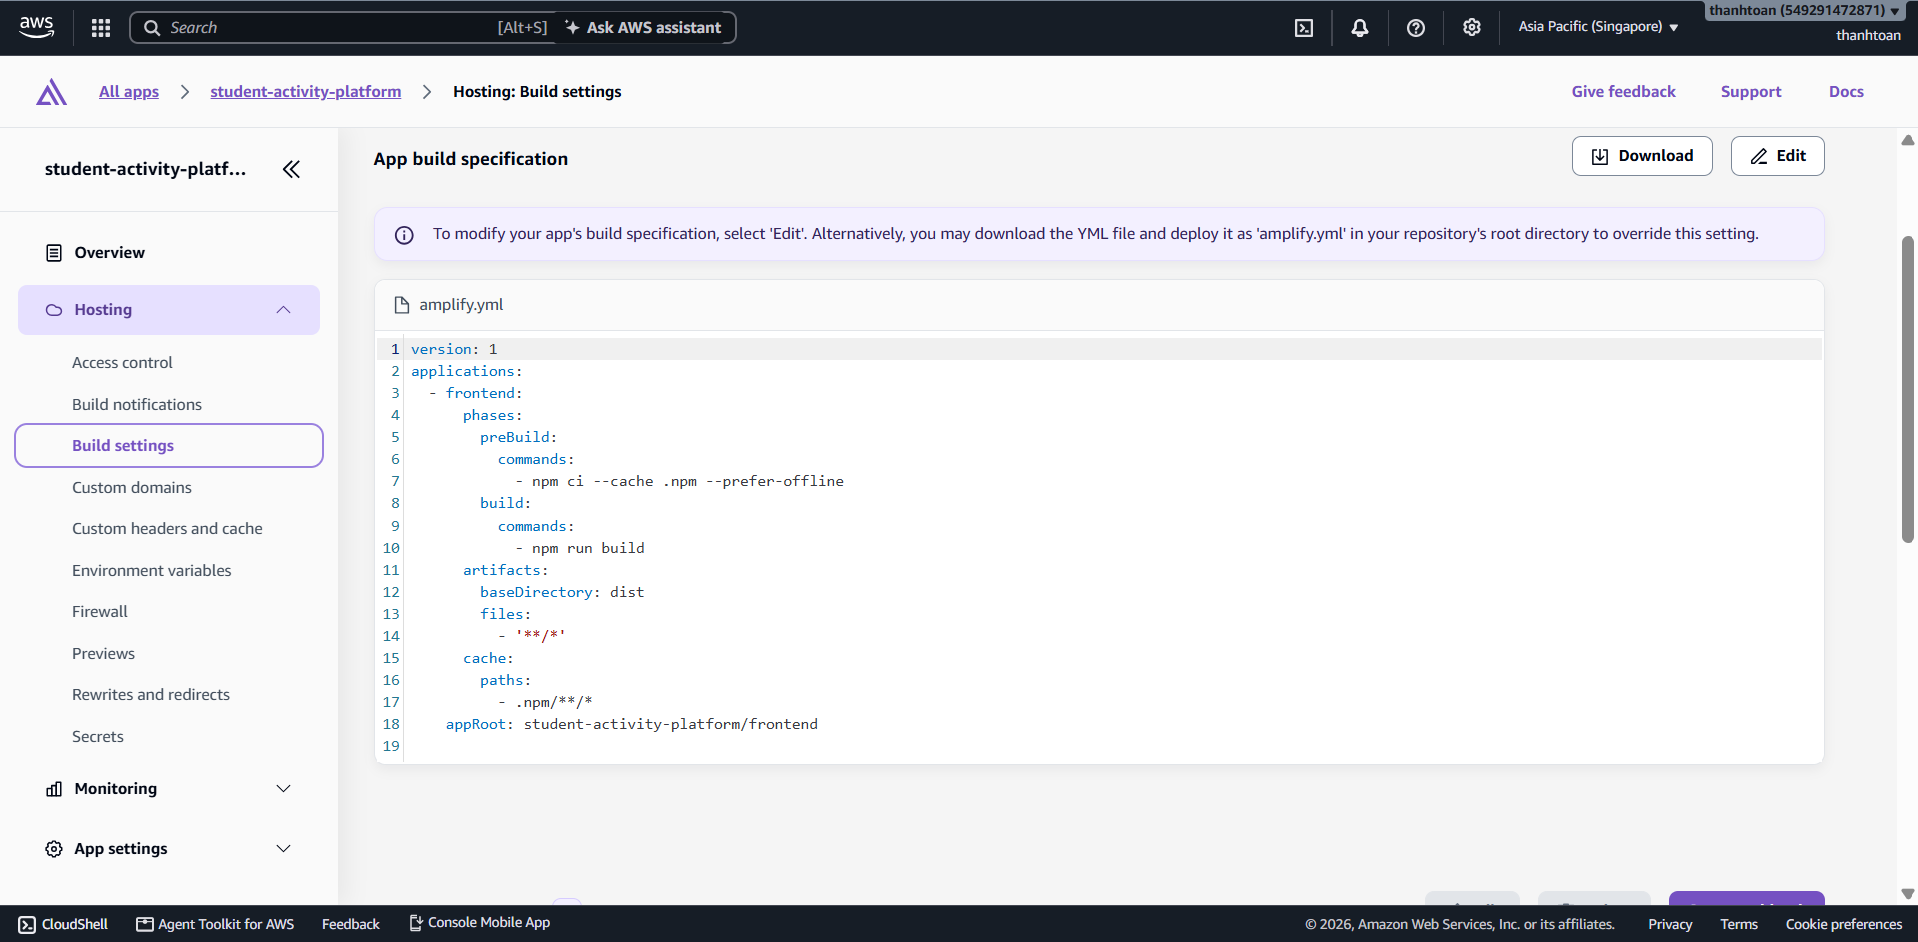 aws
Search [Alt+S] Ask AWS assistant
Asia Pacific (Singapore)
thanhtoan (549291472871)
thanhtoan
All apps > student-activity-platform > Hosting: Build settings
Give feedback Support Docs
student-activity-platf...
Overview
Hosting
Access control
Build notifications
Build settings
Custom domains
Custom headers and cache
Environment variables
Firewall
Previews
Rewrites and redirects
Secrets
Monitoring
App settings
App build specification
Download Edit
To modify your app's build specification, select 'Edit'. Alternatively, you may download the YML file and deploy it as 'amplify.yml' in your repository's root directory to override this setting.
amplify.yml
1 version: 1
2 applications:
3   - frontend:
4       phases:
5         preBuild:
6           commands:
7             - npm ci --cache .npm --prefer-offline
8         build:
9           commands:
10             - npm run build
11       artifacts:
12         baseDirectory: dist
13         files:
14           - '**/*'
15       cache:
16         paths:
17           - .npm/**/*
18     appRoot: student-activity-platform/frontend
19
CloudShell Agent Toolkit for AWS Feedback Console Mobile App
© 2026, Amazon Web Services, Inc. or its affiliates. Privacy Terms Cookie preferences